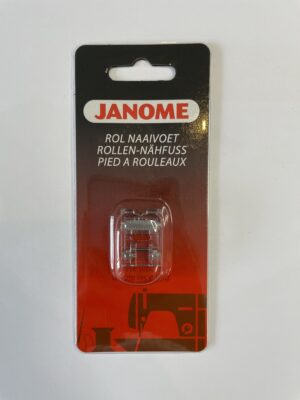 JANOME
ROL NAAIVOET
ROLLEN-NÄHFUSS
PIED A ROULEAUX